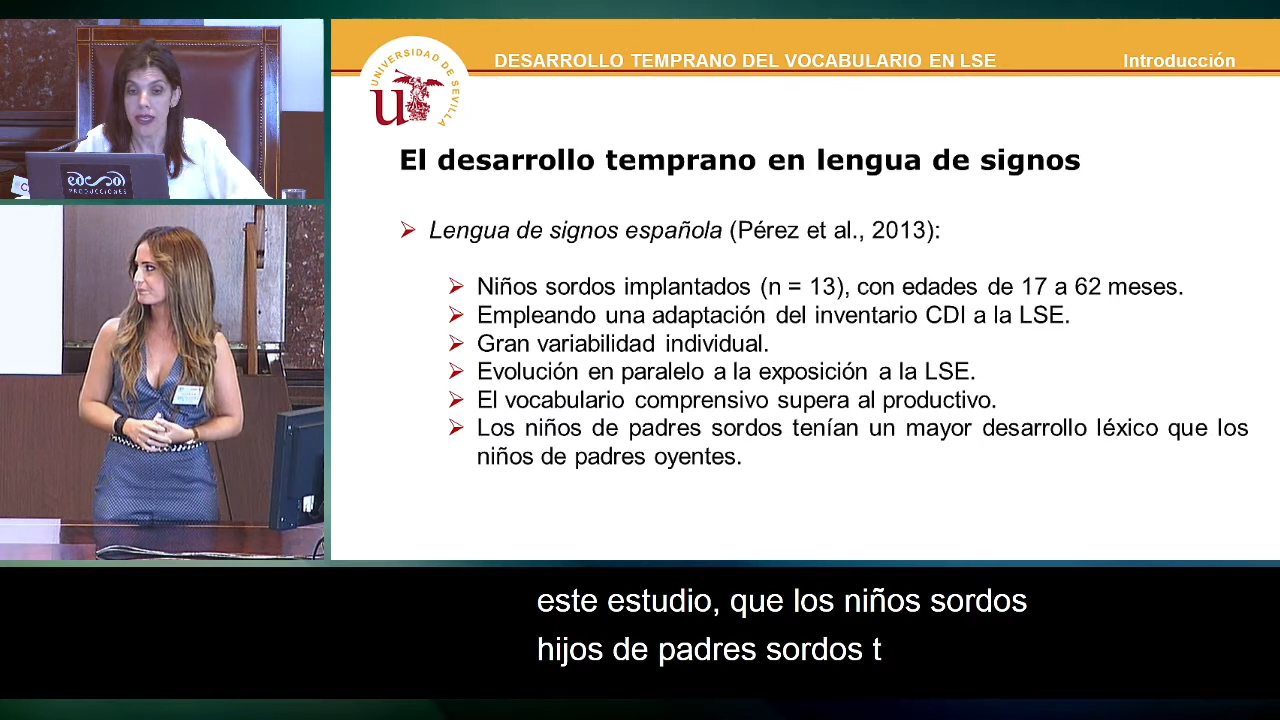 UNIVERSIDAD DE SEVILLA
DESARROLLO TEMPRANO DEL VOCABULARIO EN LSE
Introducción
El desarrollo temprano en lengua de signos
Lengua de signos española (Pérez et al., 2013):
Niños sordos implantados (n = 13), con edades de 17 a 62 meses.
Empleando una adaptación del inventario CDI a la LSE.
Gran variabilidad individual.
Evolución en paralelo a la exposición a la LSE.
El vocabulario comprensivo supera al productivo.
Los niños de padres sordos tenían un mayor desarrollo léxico que los
niños de padres oyentes.
PRODUCCIONES
este estudio, que los niños sordos
hijos de padres sordos t